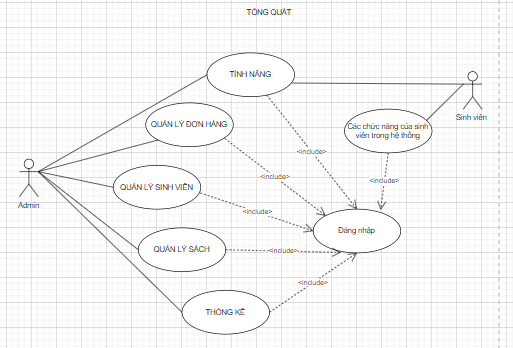 TỔNG QUÁT
TÍNH NĂNG
Sinh viên
QUẢN LÝ ĐƠN HÀNG
Các chức năng của sinh
viên trong hệ thống
<include>
<include>
<include>
QUẢN LÝ SINH VIÊN
Admin
<include>
Đăng nhập
QUẢN LÝ SÁCH
<include>
<include>
THỐNG KÊ